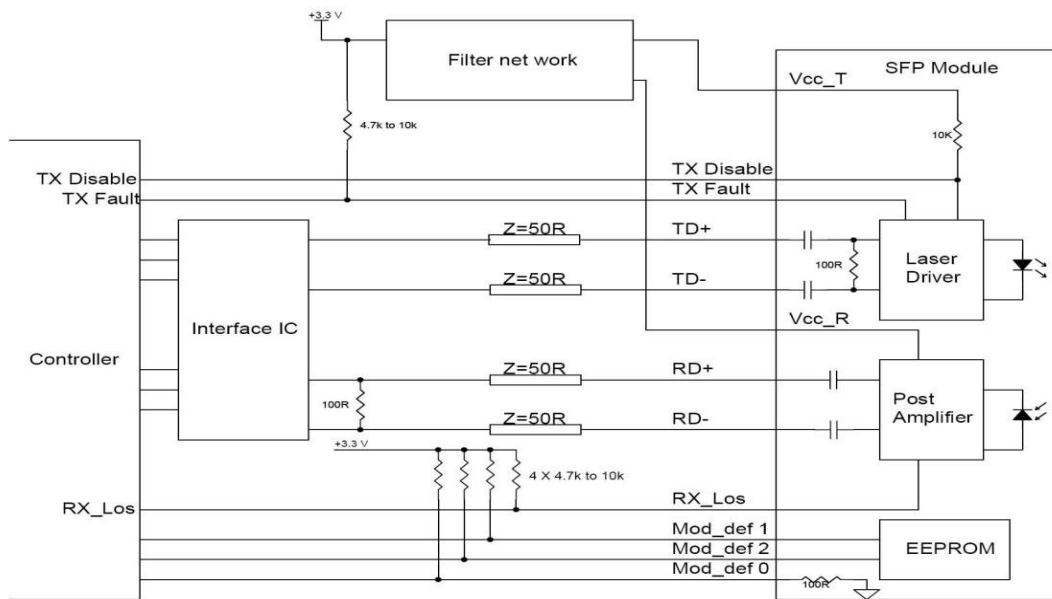 +3.3 V
Filter net work
SFP Module
Vcc_T
4.7k to 10k
10K
TX Disable
TX Disable
TX Fault
TX Fault
Z=50R
TD+
100R
Laser
Driver
Z=50R
TD-
Interface IC
Vcc_R
Controller
Z=50R
RD+
100R
Post
Amplifier
Z=50R
RD-
+3.3 V
4 X 4.7k to 10k
RX_Los
RX_Los
Mod_def 1
Mod_def 2
EEPROM
Mod_def 0
100R